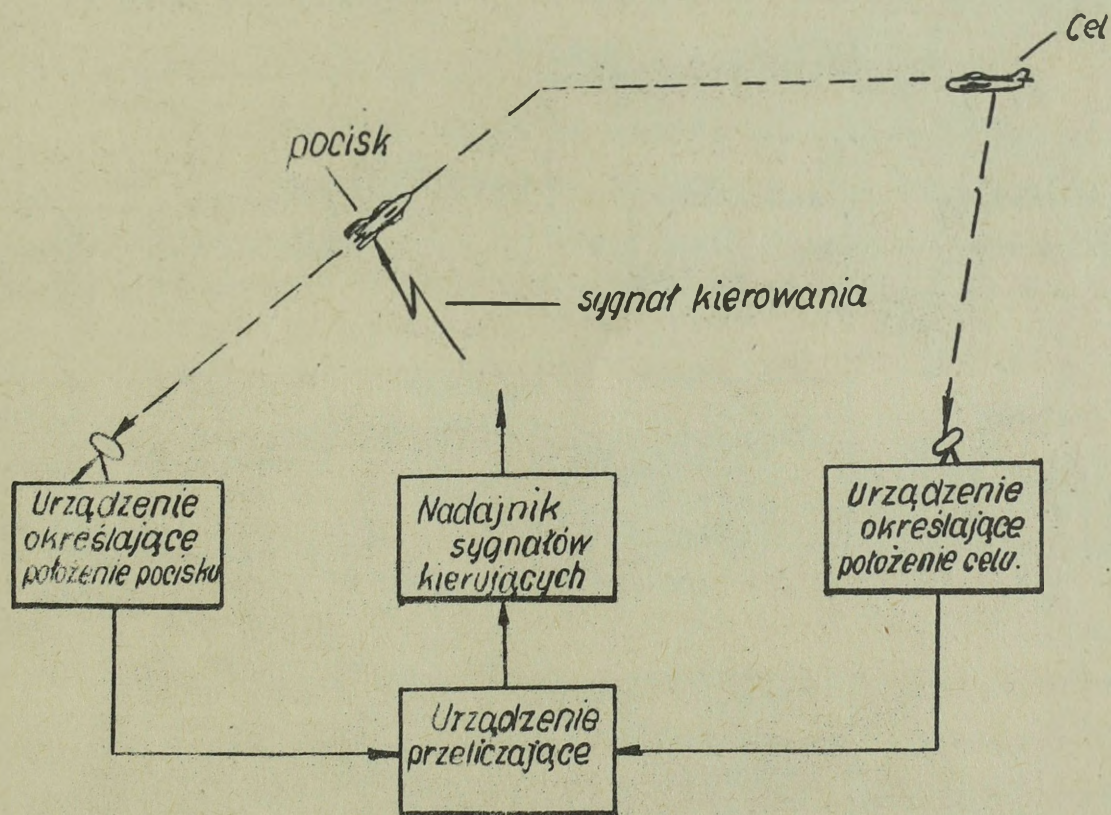 Cel
pocisk
sygnał kierowania
Urządzenie
określające
położenie pocisku
Nadajnik
sygnałów
kierujących
Urządzenie
określające
położenie celu.
Urządzenie
przeliczające